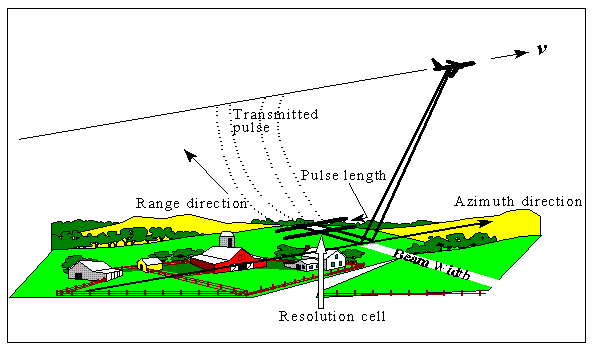 v
Transmitted
pulse
Pulse length
Range direction
Azimuth direction
Beam Width
Resolution cell